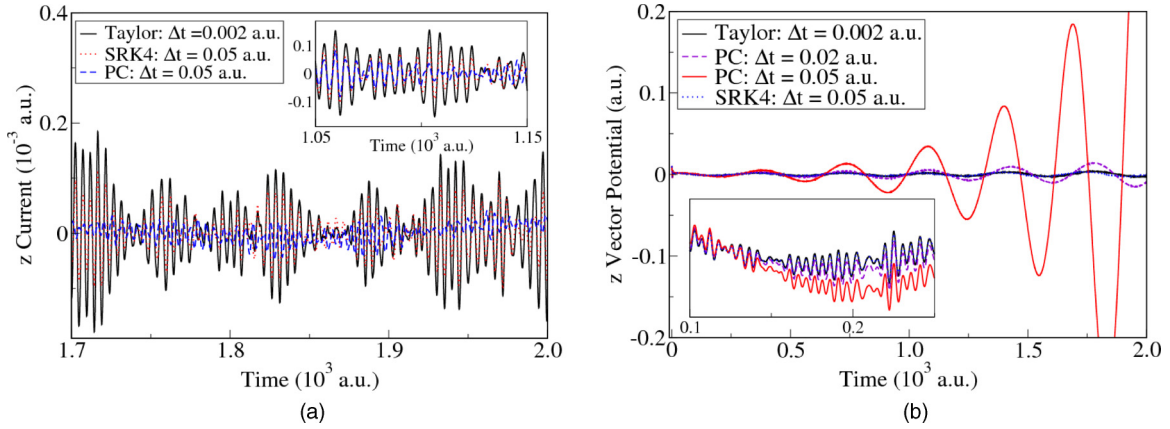 0.4
Taylor: Δt =0.002 a.u.
SRK4: Δt = 0.05 a.u.
PC: Δt = 0.05 a.u.
0.1
0
-0.1
1.05
1.15
Time (10³ a.u.)
0.2
0
-0.2
z Current (10⁻³ a.u.)
1.7
1.8
1.9
2.0
Time (10³ a.u.)
(a)
0.2
Taylor: Δt = 0.002 a.u.
PC: Δt = 0.02 a.u.
PC: Δt = 0.05 a.u.
SRK4: Δt = 0.05 a.u.
0.1
0
-0.1
-0.2
z Vector Potential (a.u.)
0.1
0.2
0
0.5
1.0
1.5
2.0
Time (10³ a.u.)
(b)